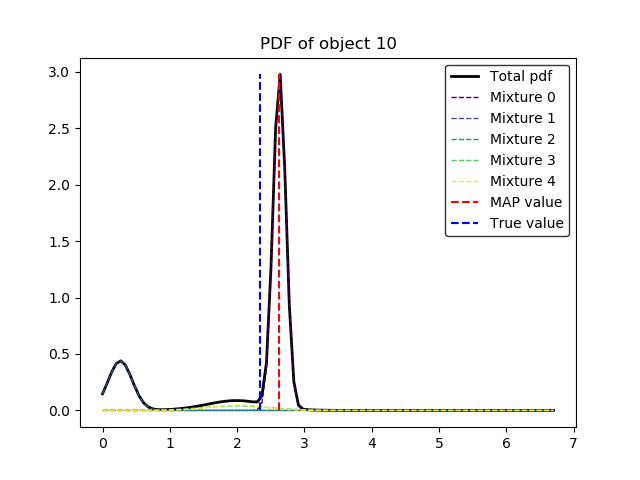 PDF of object 10
3.0
2.5
2.0
1.5
1.0
0.5
0.0
0 1 2 3 4 5 6 7
Total pdf
Mixture 0
Mixture 1
Mixture 2
Mixture 3
Mixture 4
MAP value
True value